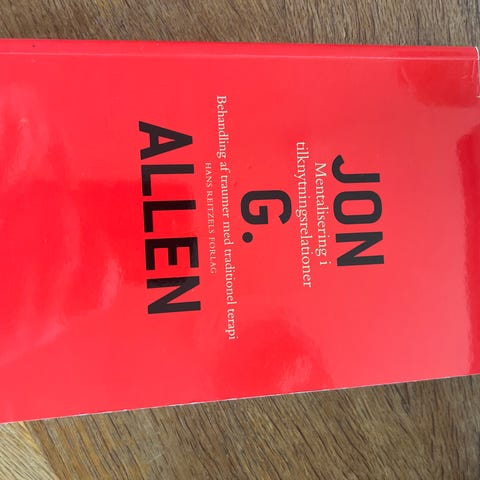 JON
Mentalisering i
tilknytningsrelationer
G.
Behandling af traumer med traditionel terapi
HANS REITZELS FORLAG
ALLEN